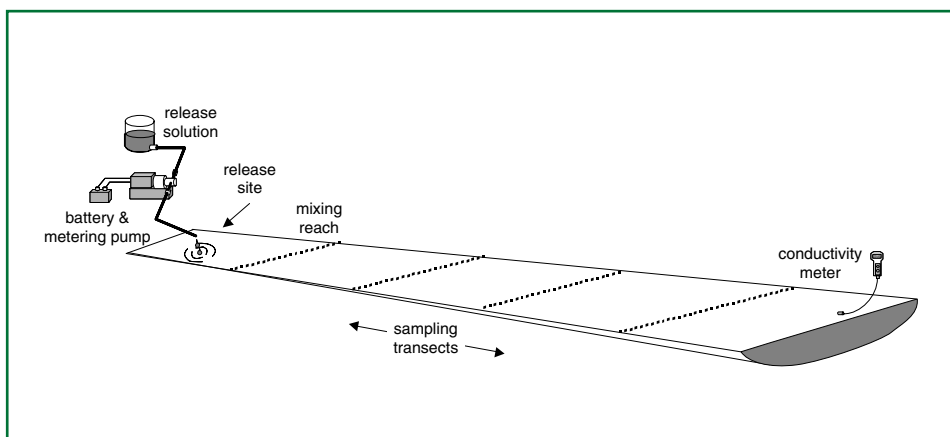 release
solution
release
site
battery &
metering pump
mixing
reach
conductivity
meter
sampling
transects